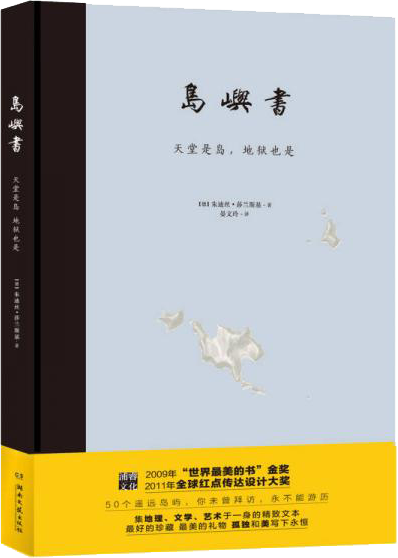 島嶼書
天堂是岛，地狱也是
［德］朱迪丝·莎兰斯基·著
晏文玲·译
島嶼書
天堂是岛 地狱也是
［德］朱迪丝·莎兰斯基·著
湖南文艺出版社
浦睿文化
2009年“世界最美的书”金奖
2011年全球红点传达设计大奖
50个遥远岛屿，你未曾拜访，永不能游历
集地理、文学、艺术于一身的精致文本
最好的珍藏 最美的礼物 孤独和美写下永恒